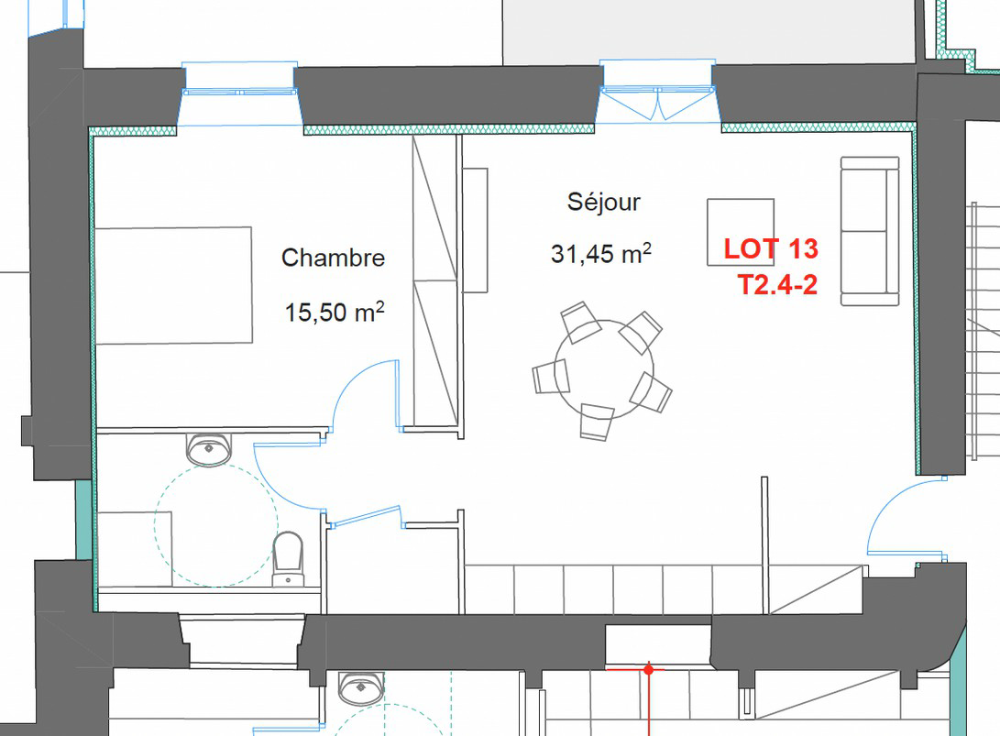 Séjour
31,45 m²
LOT 13
T2.4-2
Chambre
15,50 m²